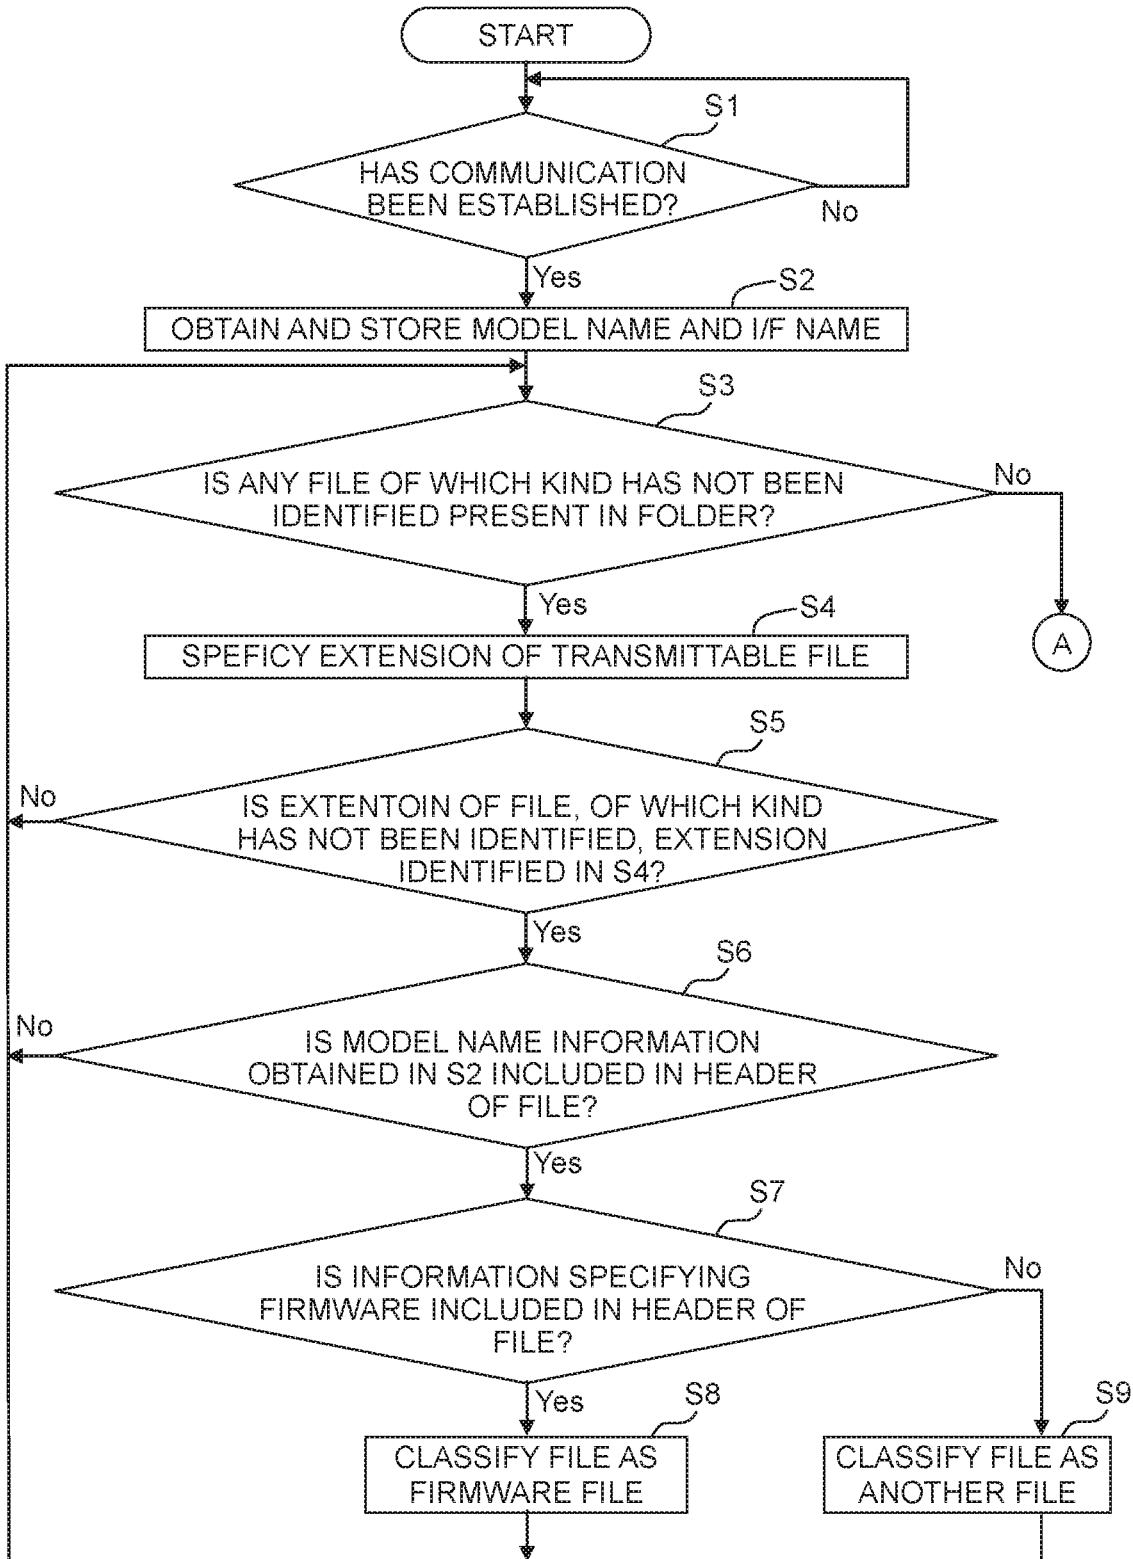 START
S1
HAS COMMUNICATION
BEEN ESTABLISHED?
No
Yes
S2
OBTAIN AND STORE MODEL NAME AND I/F NAME
S3
IS ANY FILE OF WHICH KIND HAS NOT BEEN
IDENTIFIED PRESENT IN FOLDER?
No
Yes
A
S4
SPEFICY EXTENSION OF TRANSMITTABLE FILE
S5
No
IS EXTENTOIN OF FILE, OF WHICH KIND
HAS NOT BEEN IDENTIFIED, EXTENSION
IDENTIFIED IN S4?
Yes
S6
No
IS MODEL NAME INFORMATION
OBTAINED IN S2 INCLUDED IN HEADER
OF FILE?
Yes
S7
No
IS INFORMATION SPECIFYING
FIRMWARE INCLUDED IN HEADER OF
FILE?
Yes
S8
S9
CLASSIFY FILE AS
FIRMWARE FILE
CLASSIFY FILE AS
ANOTHER FILE